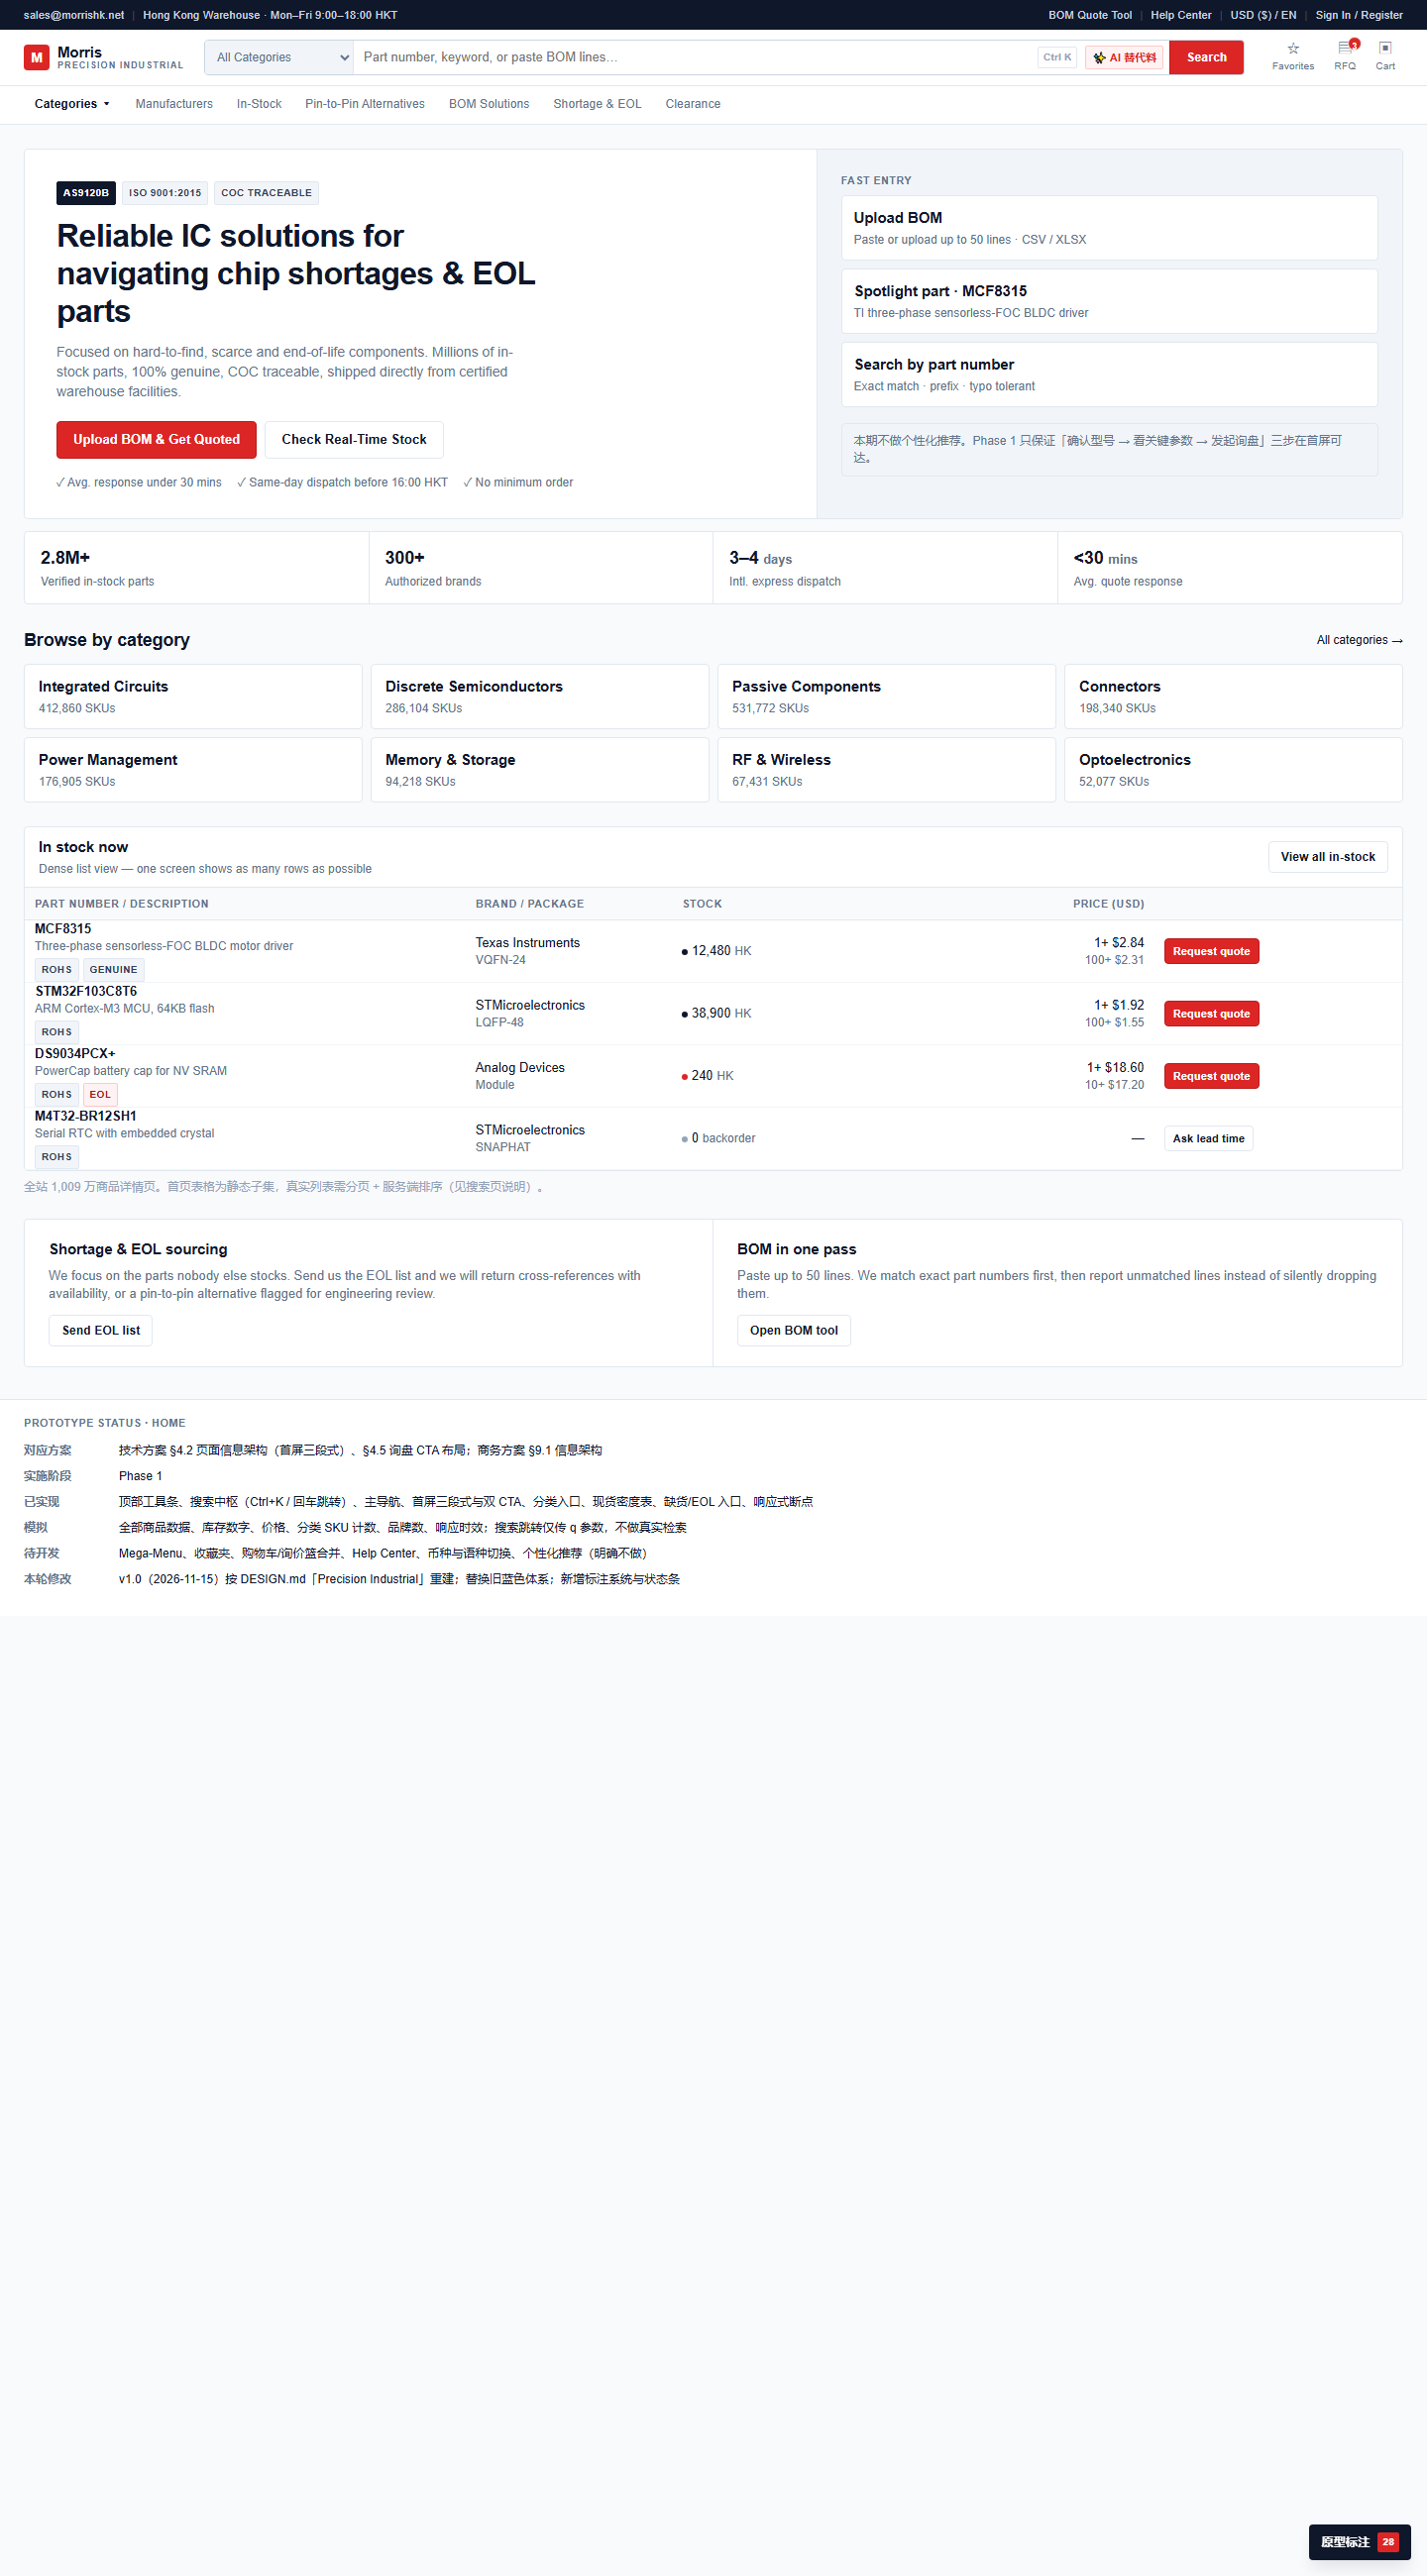 sales@morrishk.net | Hong Kong Warehouse · Mon–Fri 9:00–18:00 HKT
BOM Quote Tool | Help Center | USD ($) / EN | Sign In / Register
M
Morris
PRECISION INDUSTRIAL
All Categories
Part number, keyword, or paste BOM lines...
Ctrl K
AI 替代料
Search
Favorites
3
RFQ
Cart
Categories
Manufacturers
In-Stock
Pin-to-Pin Alternatives
BOM Solutions
Shortage & EOL
Clearance
AS9120B
ISO 9001:2015
COC TRACEABLE
Reliable IC solutions for
navigating chip shortages & EOL
parts
Focused on hard-to-find, scarce and end-of-life components. Millions of in-
stock parts, 100% genuine, COC traceable, shipped directly from certified
warehouse facilities.
Upload BOM & Get Quoted
Check Real-Time Stock
✓ Avg. response under 30 mins
✓ Same-day dispatch before 16:00 HKT
✓ No minimum order
FAST ENTRY
Upload BOM
Paste or upload up to 50 lines · CSV / XLSX
Spotlight part · MCF8315
TI three-phase sensorless-FOC BLDC driver
Search by part number
Exact match · prefix · typo tolerant
本期不做个性化推荐。Phase 1 只保证「确认型号 → 看关键参数 → 发起询盘」三步在首屏可
达。
2.8M+
Verified in-stock parts
300+
Authorized brands
3–4 days
Intl. express dispatch
<30 mins
Avg. quote response
Browse by category
All categories →
Integrated Circuits
412,860 SKUs
Discrete Semiconductors
286,104 SKUs
Passive Components
531,772 SKUs
Connectors
198,340 SKUs
Power Management
176,905 SKUs
Memory & Storage
94,218 SKUs
RF & Wireless
67,431 SKUs
Optoelectronics
52,077 SKUs
In stock now
Dense list view — one screen shows as many rows as possible
View all in-stock
PART NUMBER / DESCRIPTION
BRAND / PACKAGE
STOCK
PRICE (USD)
MCF8315
Three-phase sensorless-FOC BLDC motor driver
ROHS
GENUINE
Texas Instruments
VQFN-24
12,480 HK
1+ $2.84
100+ $2.31
Request quote
STM32F103C8T6
ARM Cortex-M3 MCU, 64KB flash
ROHS
STMicroelectronics
LQFP-48
38,900 HK
1+ $1.92
100+ $1.55
Request quote
DS9034PCX+
PowerCap battery cap for NV SRAM
ROHS
EOL
Analog Devices
Module
240 HK
1+ $18.60
10+ $17.20
Request quote
M4T32-BR12SH1
Serial RTC with embedded crystal
ROHS
STMicroelectronics
SNAPHAT
0 backorder
—
Ask lead time
全站 1,009 万商品详情页。首页表格为静态子集，真实列表需分页 + 服务端排序（见搜索页说明）。
Shortage & EOL sourcing
We focus on the parts nobody else stocks. Send us the EOL list and we will return cross-references with
availability, or a pin-to-pin alternative flagged for engineering review.
Send EOL list
BOM in one pass
Paste up to 50 lines. We match exact part numbers first, then report unmatched lines instead of silently dropping
them.
Open BOM tool
PROTOTYPE STATUS · HOME
对应方案 技术方案 §4.2 页面信息架构（首屏三段式）、§4.5 询盘 CTA 布局；商务方案 §9.1 信息架构
实施阶段 Phase 1
已实现 顶部工具条、搜索中枢（Ctrl+K / 回车跳转）、主导航、首屏三段式与双 CTA、分类入口、现货密度表、缺货/EOL 入口、响应式断点
模拟 全部商品数据、库存数字、价格、分类 SKU 计数、品牌数、响应时效；搜索跳转仅传 q 参数，不做真实检索
待开发 Mega-Menu、收藏夹、购物车/询价篮合并、Help Center、币种与语种切换、个性化推荐（明确不做）
本轮修改 v1.0（2026-11-15）按 DESIGN.md「Precision Industrial」重建；替换旧蓝色体系；新增标注系统与状态条
原型标注 28